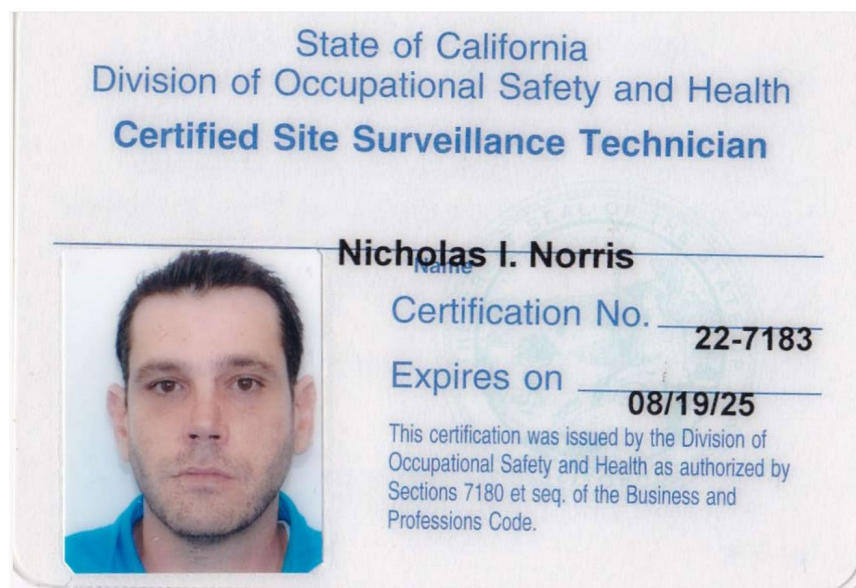 State of California
Division of Occupational Safety and Health
Certified Site Surveillance Technician
Nicholas I. Norris
Name
Certification No.
22-7183
Expires on
08/19/25
This certification was issued by the Division of
Occupational Safety and Health as authorized by
Sections 7180 et seq. of the Business and
Professions Code.